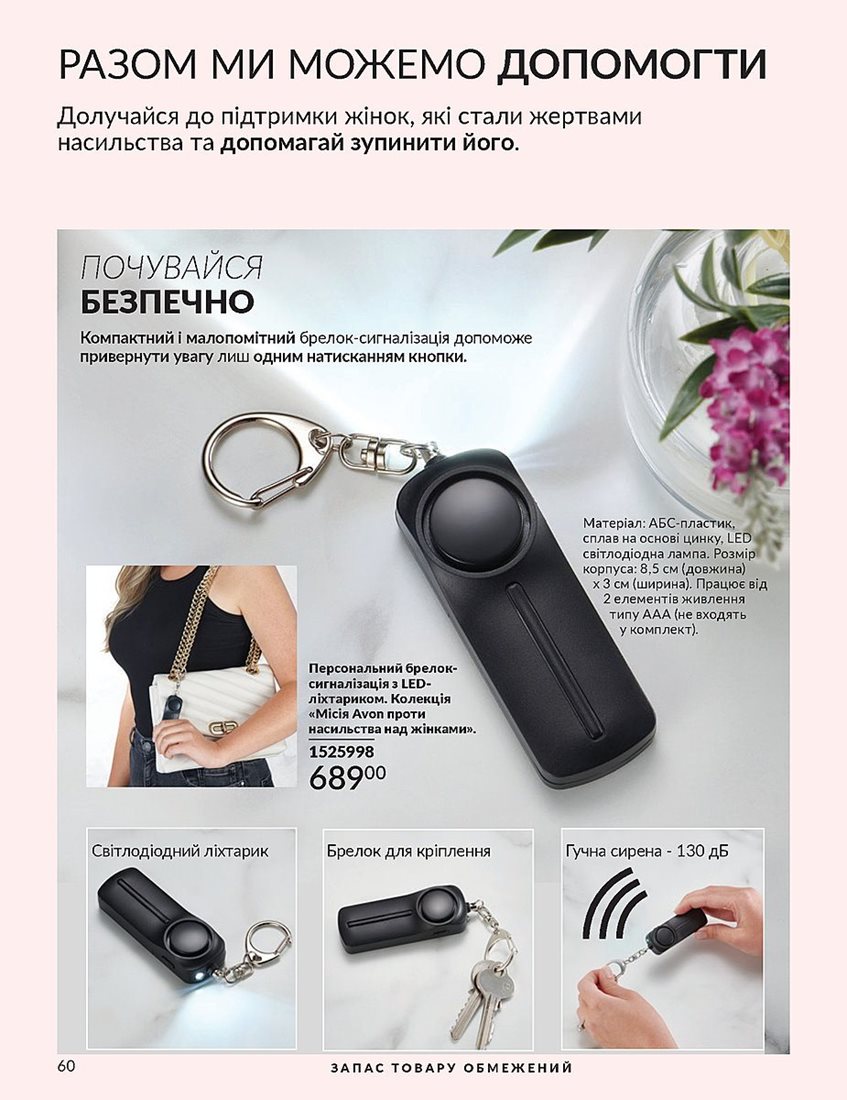 РАЗОМ МИ МОЖЕМО ДОПОМОГТИ
Долучайся до підтримки жінок, які стали жертвами
насильства та допомагай зупинити його.
ПОЧУВАЙСЯ
БЕЗПЕЧНО
Компактний і малопомітний брелок-сигналізація допоможе
привернути увагу лиш одним натисканням кнопки.
Матеріал: АБС-пластик,
сплав на основі цинку, LED
світлодіодна лампа. Розмір
корпуса: 8,5 см (довжина)
х 3 см (ширина). Працює від
2 елементів живлення
типу ААА (не входять
у комплект).
Персональний брелок-
сигналізація з LED-
ліхтариком. Колекція
«Місія Avon проти
насильства над жінками».
1525998
689⁰⁰
Світлодіодний ліхтарик
Брелок для кріплення
Гучна сирена - 130 дБ
60
ЗАПАС ТОВАРУ ОБМЕЖЕНИЙ